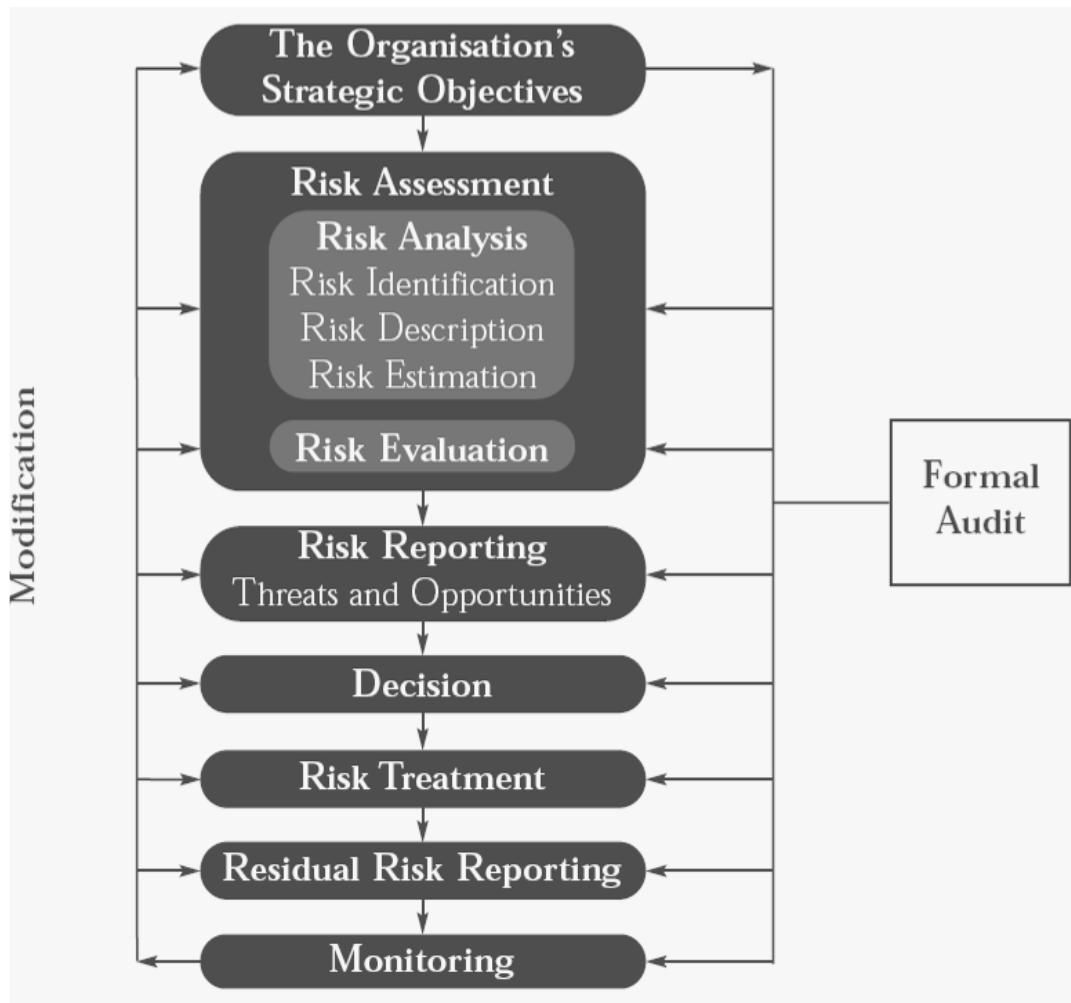 The Organisation's
Strategic Objectives
Risk Assessment
Risk Analysis
Risk Identification
Risk Description
Risk Estimation
Risk Evaluation
Risk Reporting
Threats and Opportunities
Decision
Risk Treatment
Residual Risk Reporting
Monitoring
Modification
Formal
Audit